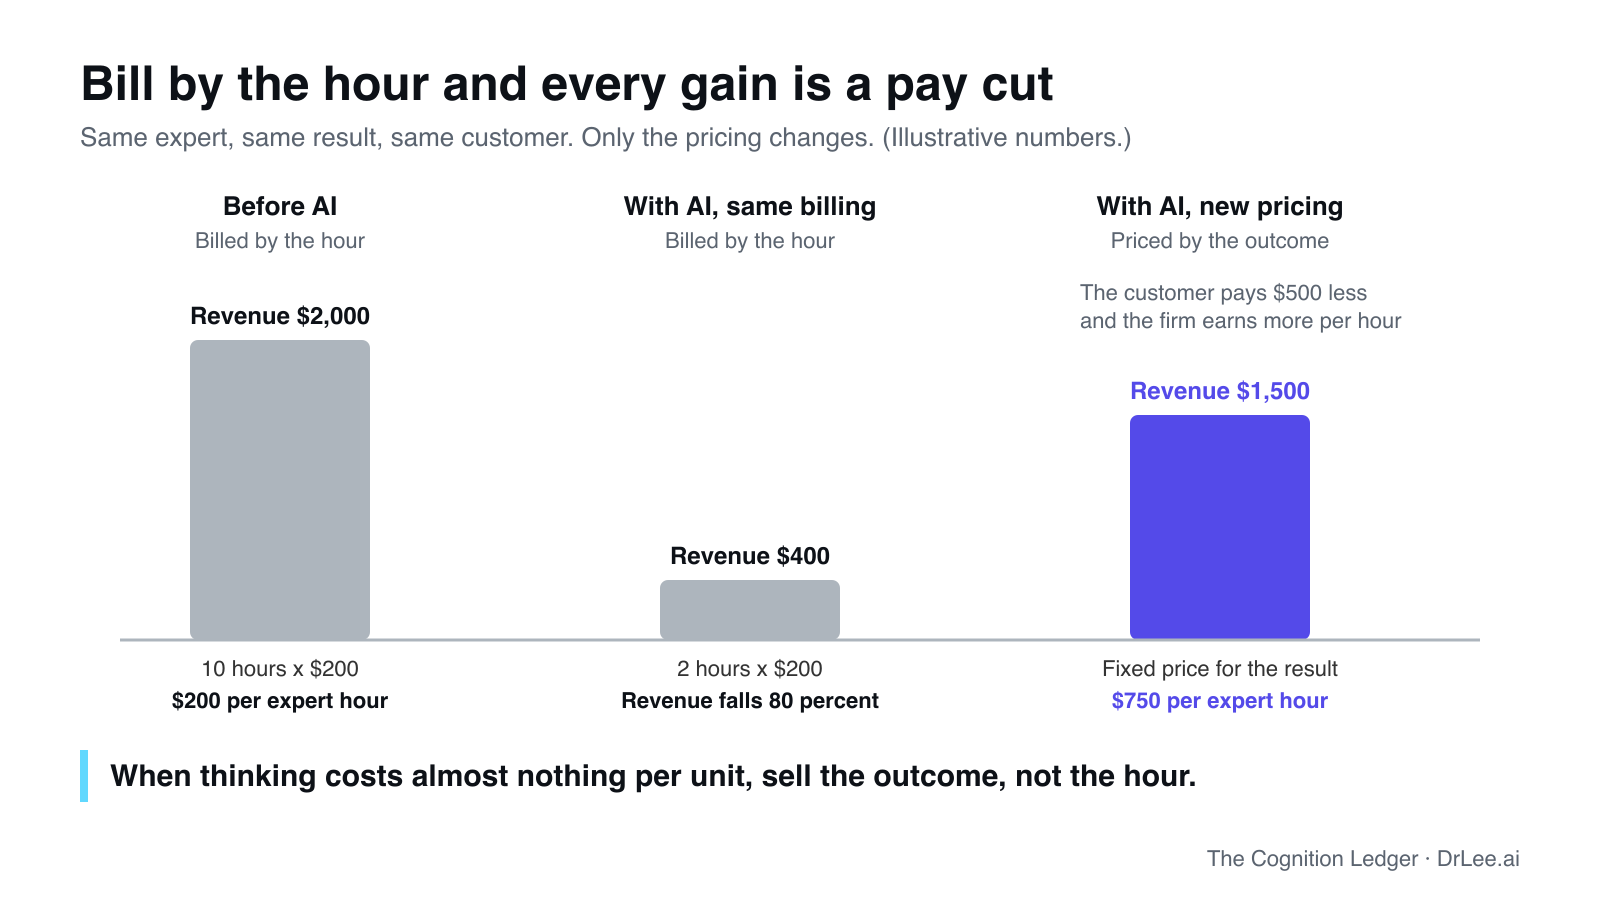 Bill by the hour and every gain is a pay cut
Same expert, same result, same customer. Only the pricing changes. (Illustrative numbers.)
Before AI
Billed by the hour
Revenue $2,000
10 hours x $200
$200 per expert hour
With AI, same billing
Billed by the hour
Revenue $400
2 hours x $200
Revenue falls 80 percent
With AI, new pricing
Priced by the outcome
The customer pays $500 less
and the firm earns more per hour
Revenue $1,500
Fixed price for the result
$750 per expert hour
When thinking costs almost nothing per unit, sell the outcome, not the hour.
The Cognition Ledger · DrLee.ai